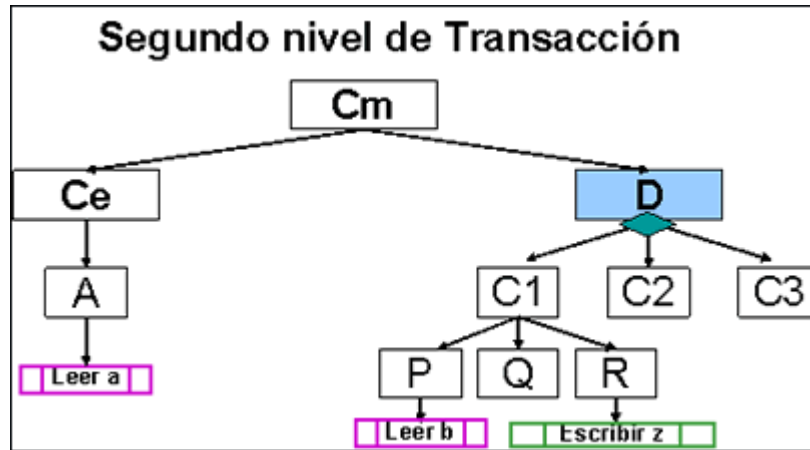 Segundo nivel de Transacción
Cm
Ce
D
A
C1
C2
C3
Leer a
P
Q
R
Leer b
Escribir z